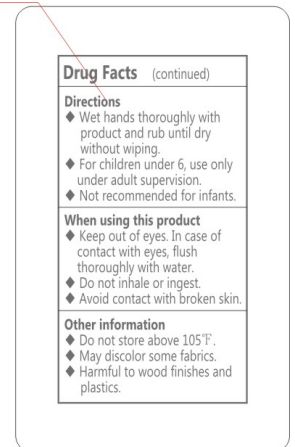 Drug Facts (continued)
Directions
◆ Wet hands thoroughly with
product and rub until dry
without wiping.
◆ For children under 6, use only
under adult supervision.
◆ Not recommended for infants.
When using this product
◆ Keep out of eyes. In case of
contact with eyes, flush
thoroughly with water.
◆ Do not inhale or ingest.
◆ Avoid contact with broken skin.
Other information
◆ Do not store above 105℉.
◆ May discolor some fabrics.
◆ Harmful to wood finishes and
plastics.